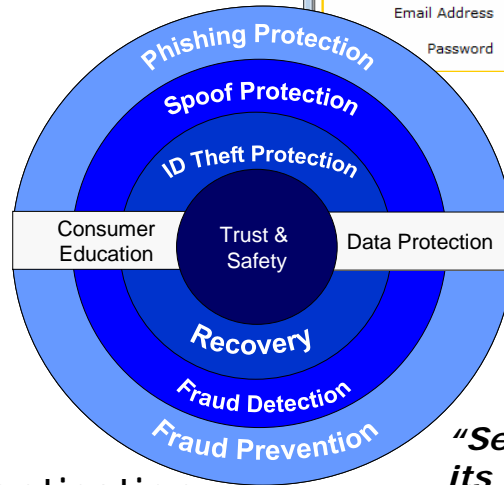 Email Address
Password
Phishing Protection
Spoof Protection
ID Theft Protection
Consumer
Education
Trust &
Safety
Data Protection
Recovery
Fraud Detection
Fraud Prevention
“Se
its